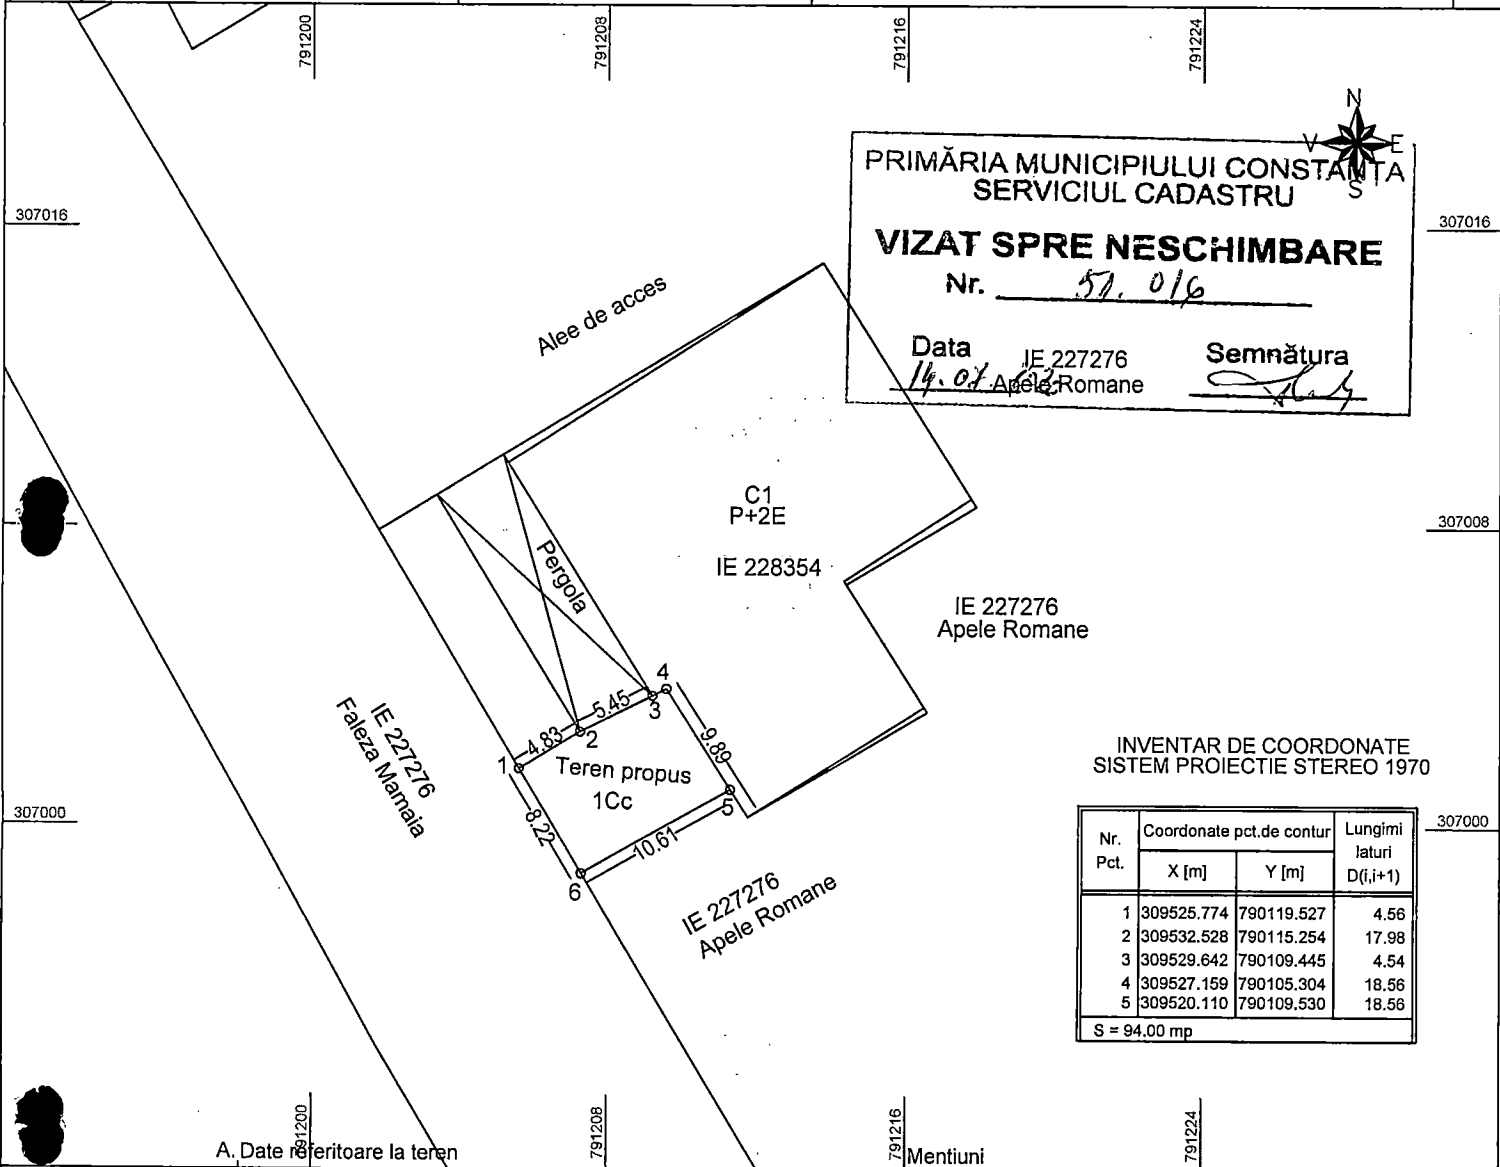 791200
791208
791216
791224
N
V
E
S
PRIMĂRIA MUNICIPIULUI CONSTANȚA
SERVICIUL CADASTRU
VIZAT SPRE NESCHIMBARE
Nr. 51. 016
Data
Semnătura
14.07.
IE 227276
Apele Romane
307016
307016
Alee de acces
C1
P+2E
IE 228354
307008
Pergola
IE 227276
Apele Romane
IE 227276
Faleza Mamaia
4
5.45
3
4.83
2
1
9.89
Teren propus
1Cc
8.22
5
10.61
6
307000
307000
IE 227276
Apele Romane
INVENTAR DE COORDONATE
SISTEM PROIECTIE STEREO 1970
Nr. Pct. Coordonate pct.de contur Lungimi laturi D(i,i+1)
X [m] Y [m]
1 309525.774 790119.527 4.56
2 309532.528 790115.254 17.98
3 309529.642 790109.445 4.54
4 309527.159 790105.304 18.56
5 309520.110 790109.530 18.56
S = 94.00 mp
791200
791208
791216
791224
A. Date referitoare la teren
Mentiuni